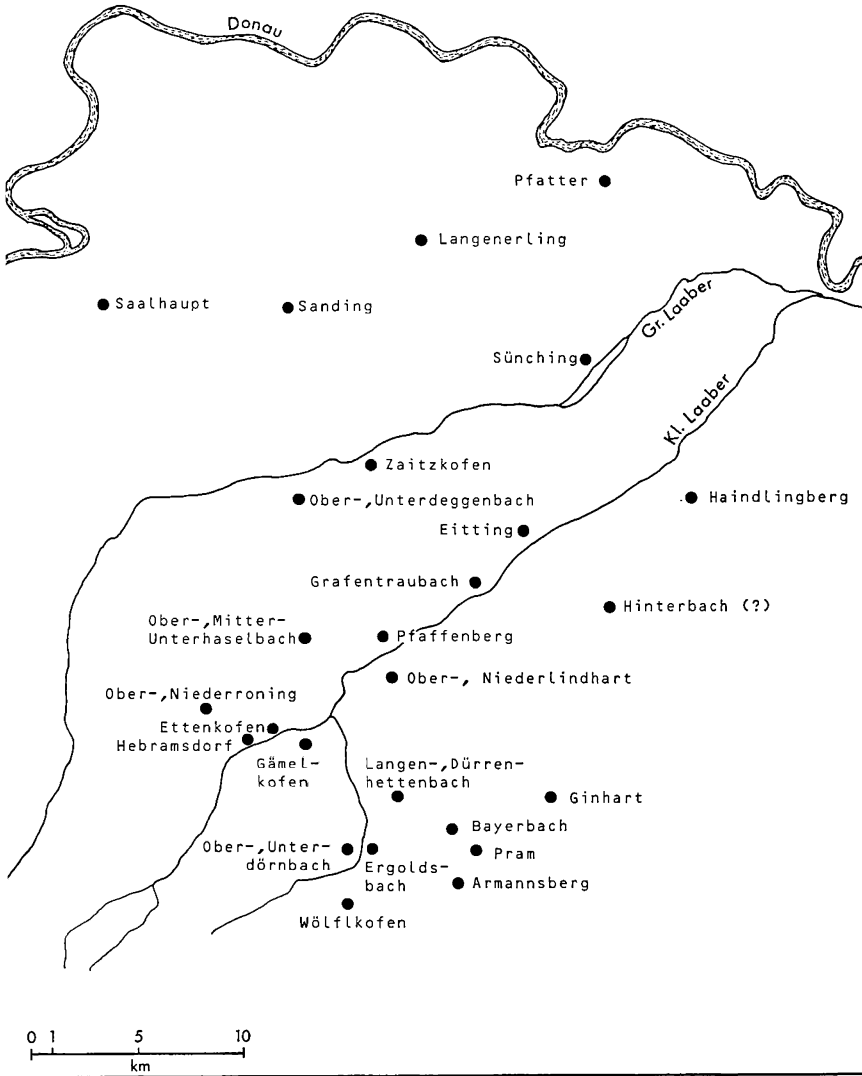 Donau
Pfatter
Langenerling
Saalhaupt
Sanding
Gr. Laaber
Sünching
Kl. Laaber
Zaitzkofen
Ober-,Unterdeggenbach
Haindlingberg
Eitting
Grafentraubach
Hinterbach (?)
Ober-,Mitter-
Unterhaselbach
Pfaffenberg
Ober-, Niederlindhart
Ober-,Niederroning
Ettenkofen
Hebramsdorf
Gämel-
kofen
Langen-,Dürren-
hettenbach
Ginhart
Bayerbach
Ober-,Unter-
dörnbach
Ergolds-
bach
Pram
Armannsberg
Wölflkofen
0 1 5 10
km